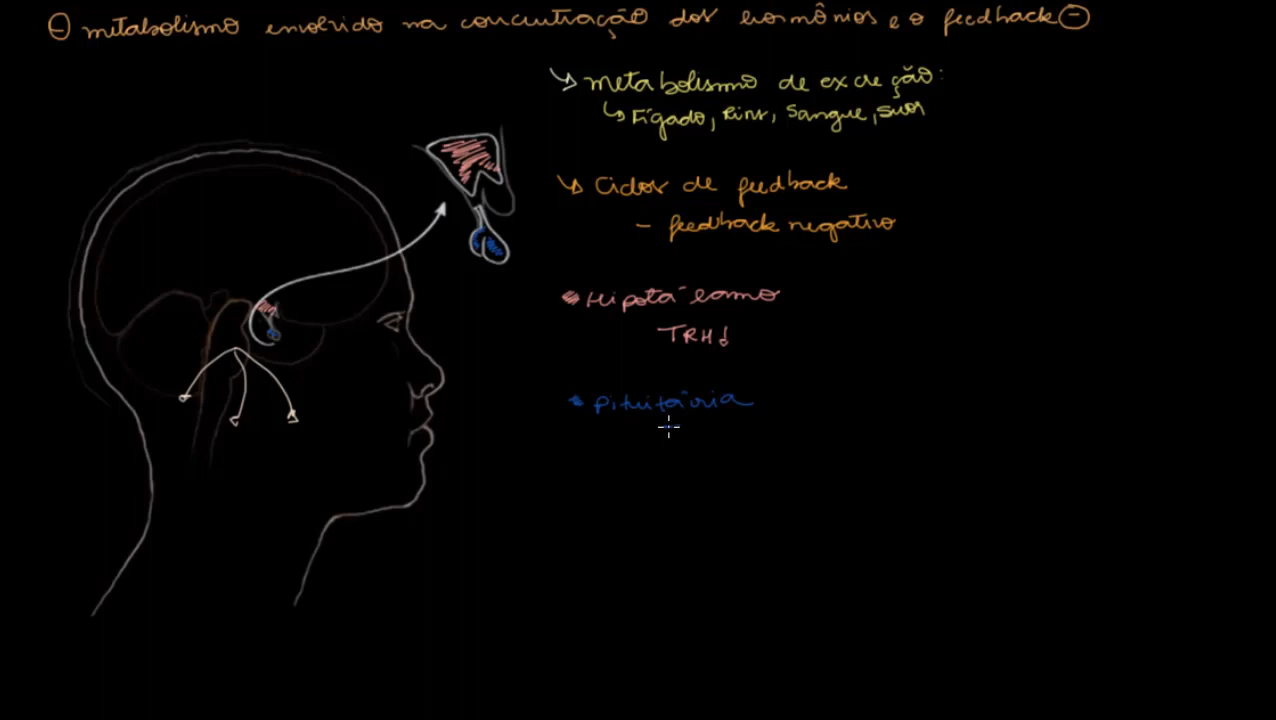 O metabolismo envolvido na concentração dos hormônios e o feedback ⊖
↳ metabolismo de excreção:
↳ Fígado, Rins, Sangue, Suor
↳ Ciclos de feedback
- feedback negativo
Hipotálamo
TRH↓
• Pituitária